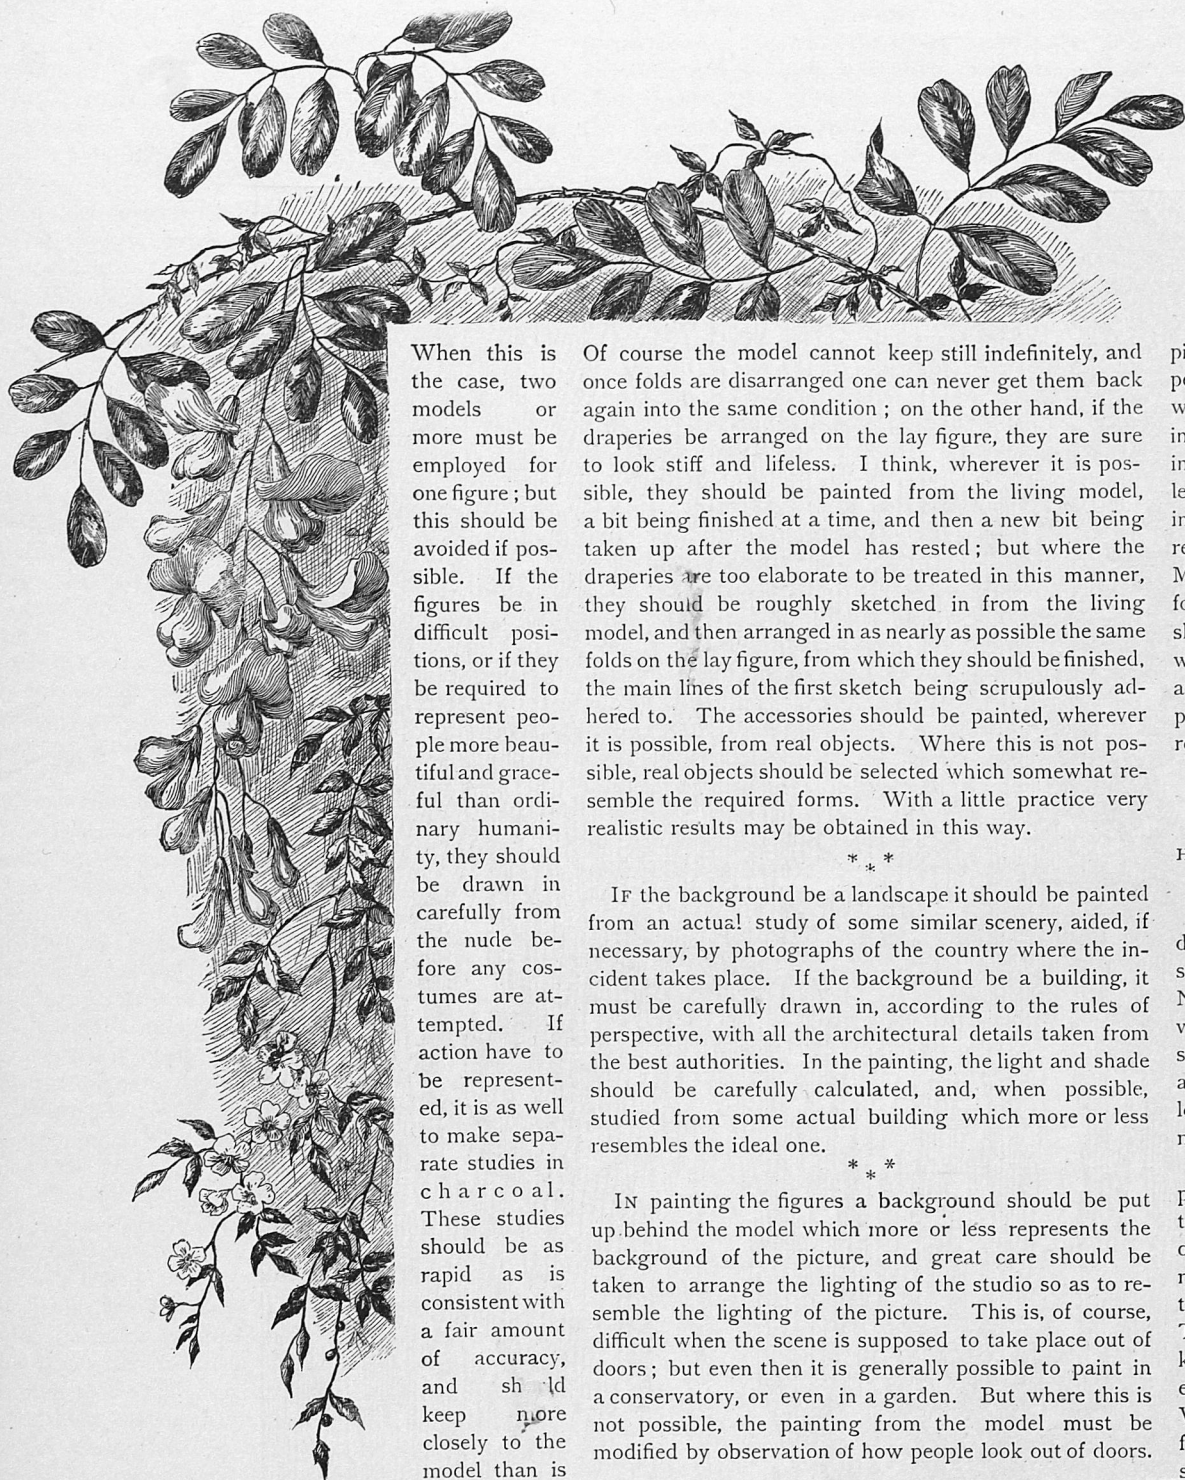 When this is
the case, two
models or
more must be
employed for
one figure ; but
this should be
avoided if pos-
sible. If the
figures be in
difficult posi-
tions, or if they
be required to
represent peo-
ple more beau-
tiful and grace-
ful than ordi-
nary humani-
ty, they should
be drawn in
carefully from
the nude be-
fore any cos-
tumes are at-
tempted. If
action have to
be represent-
ed, it is as well
to make sepa-
rate studies in
charcoal.
These studies
should be as
rapid as is
consistent with
a fair amount
of accuracy,
and sh ld
keep more
closely to the
model than is
Of course the model cannot keep still indefinitely, and
once folds are disarranged one can never get them back
again into the same condition ; on the other hand, if the
draperies be arranged on the lay figure, they are sure
to look stiff and lifeless. I think, wherever it is pos-
sible, they should be painted from the living model,
a bit being finished at a time, and then a new bit being
taken up after the model has rested ; but where the
draperies are too elaborate to be treated in this manner,
they should be roughly sketched in from the living
model, and then arranged in as nearly as possible the same
folds on the lay figure, from which they should be finished,
the main lines of the first sketch being scrupulously ad-
hered to. The accessories should be painted, wherever
it is possible, from real objects. Where this is not pos-
sible, real objects should be selected which somewhat re-
semble the required forms. With a little practice very
realistic results may be obtained in this way.
* * *
IF the background be a landscape it should be painted
from an actual study of some similar scenery, aided, if
necessary, by photographs of the country where the in-
cident takes place. If the background be a building, it
must be carefully drawn in, according to the rules of
perspective, with all the architectural details taken from
the best authorities. In the painting, the light and shade
should be carefully calculated, and, when possible,
studied from some actual building which more or less
resembles the ideal one.
* * *
IN painting the figures a background should be put
up behind the model which more or less represents the
background of the picture, and great care should be
taken to arrange the lighting of the studio so as to re-
semble the lighting of the picture. This is, of course,
difficult when the scene is supposed to take place out of
doors ; but even then it is generally possible to paint in
a conservatory, or even in a garden. But where this is
not possible, the painting from the model must be
modified by observation of how people look out of doors.